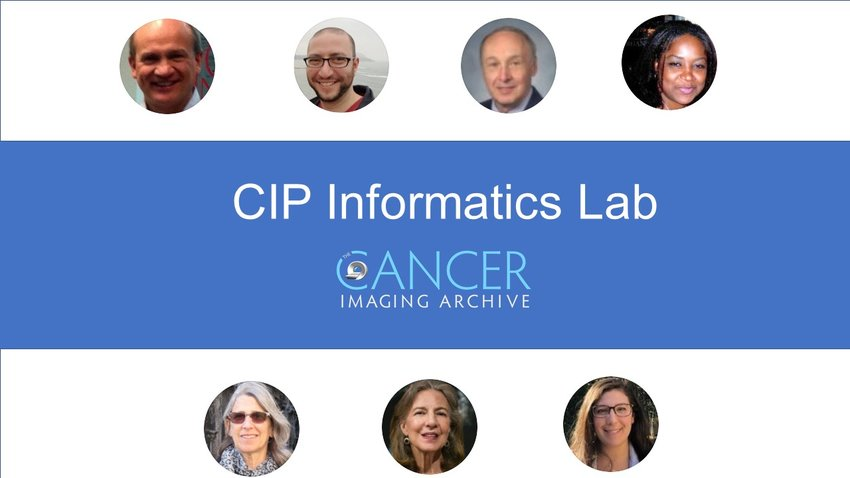 CIP Informatics Lab
THE
CANCER
IMAGING ARCHIVE